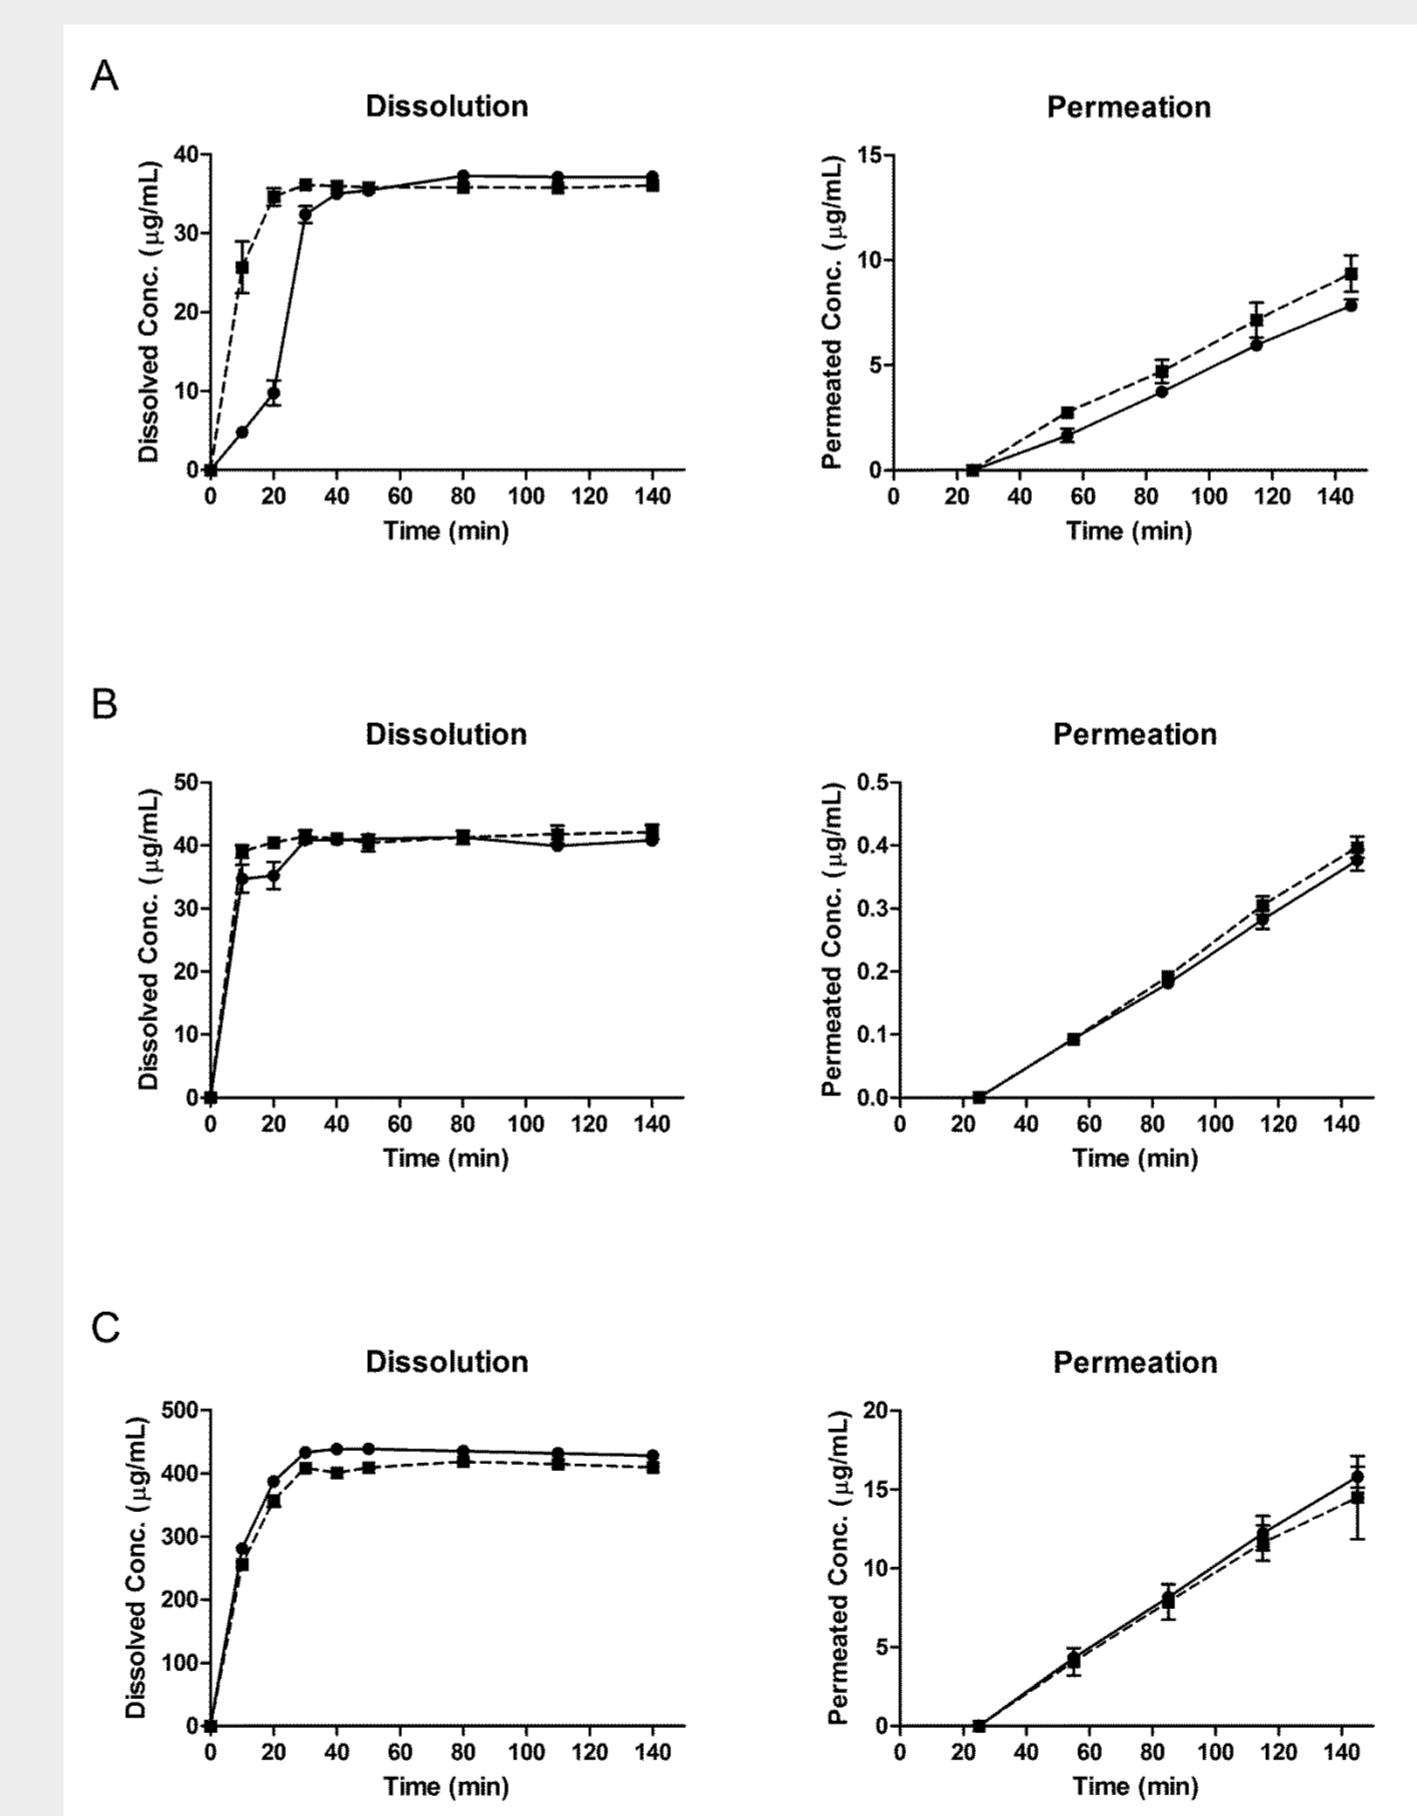 A
Dissolution
Dissolved Conc. (μg/mL)
40
30
20
10
0
0 20 40 60 80 100 120 140
Time (min)
Permeation
Permeated Conc. (μg/mL)
15
10
5
0
0 20 40 60 80 100 120 140
Time (min)
B
Dissolution
Dissolved Conc. (μg/mL)
50
40
30
20
10
0
0 20 40 60 80 100 120 140
Time (min)
Permeation
Permeated Conc. (μg/mL)
0.5
0.4
0.3
0.2
0.1
0.0
0 20 40 60 80 100 120 140
Time (min)
C
Dissolution
Dissolved Conc. (μg/mL)
500
400
300
200
100
0
0 20 40 60 80 100 120 140
Time (min)
Permeation
Permeated Conc. (μg/mL)
20
15
10
5
0
0 20 40 60 80 100 120 140
Time (min)